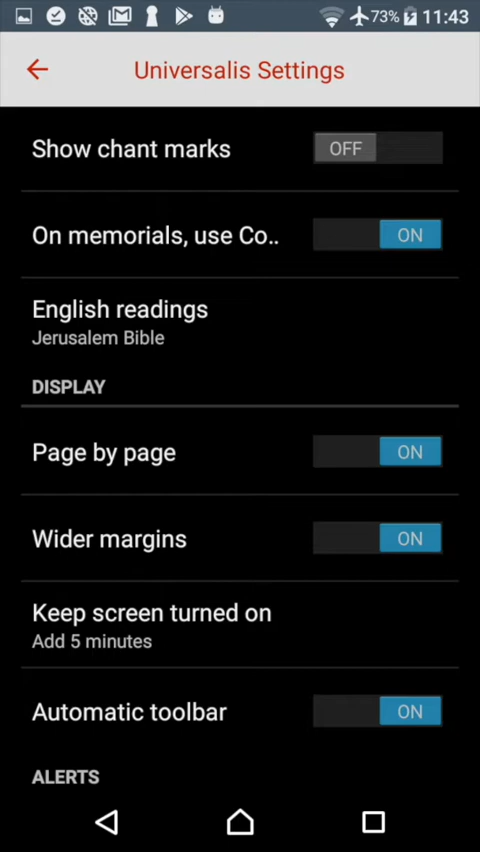 73% 11:43
Universalis Settings
Show chant marks OFF
On memorials, use Co.. ON
English readings
Jerusalem Bible
DISPLAY
Page by page ON
Wider margins ON
Keep screen turned on
Add 5 minutes
Automatic toolbar ON
ALERTS